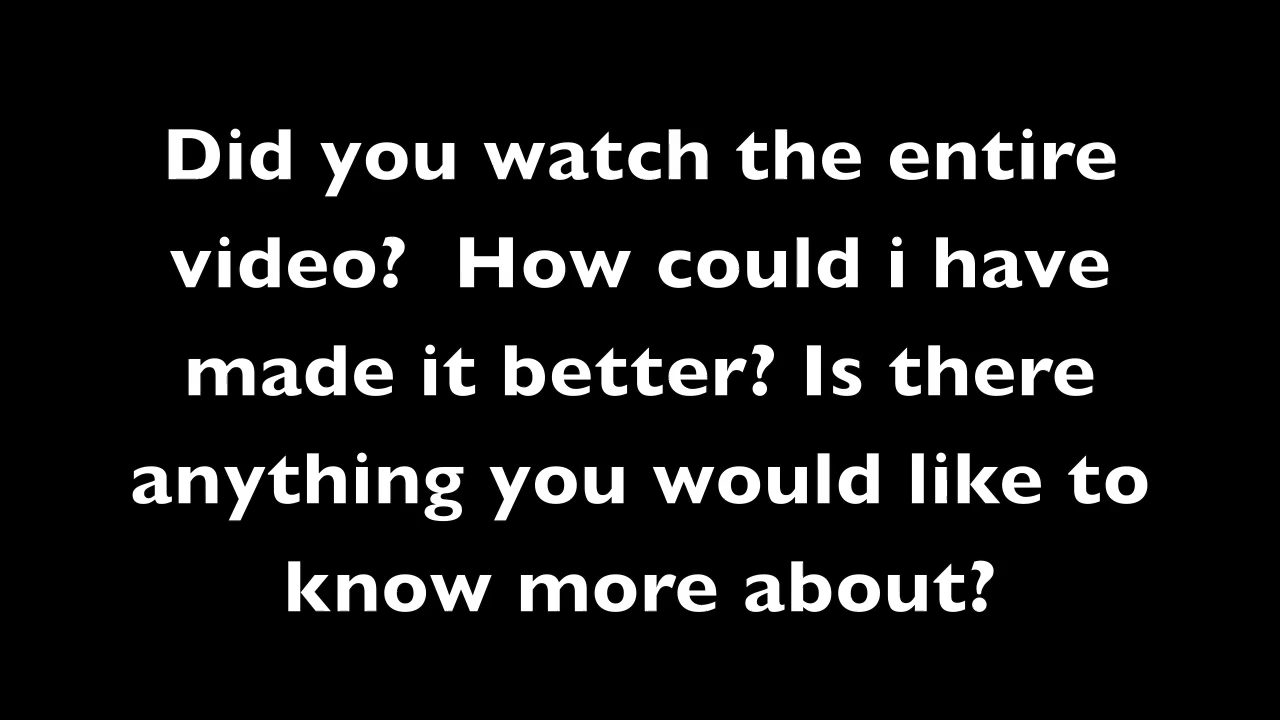 Did you watch the entire
video?  How could i have
made it better? Is there
anything you would like to
know more about?